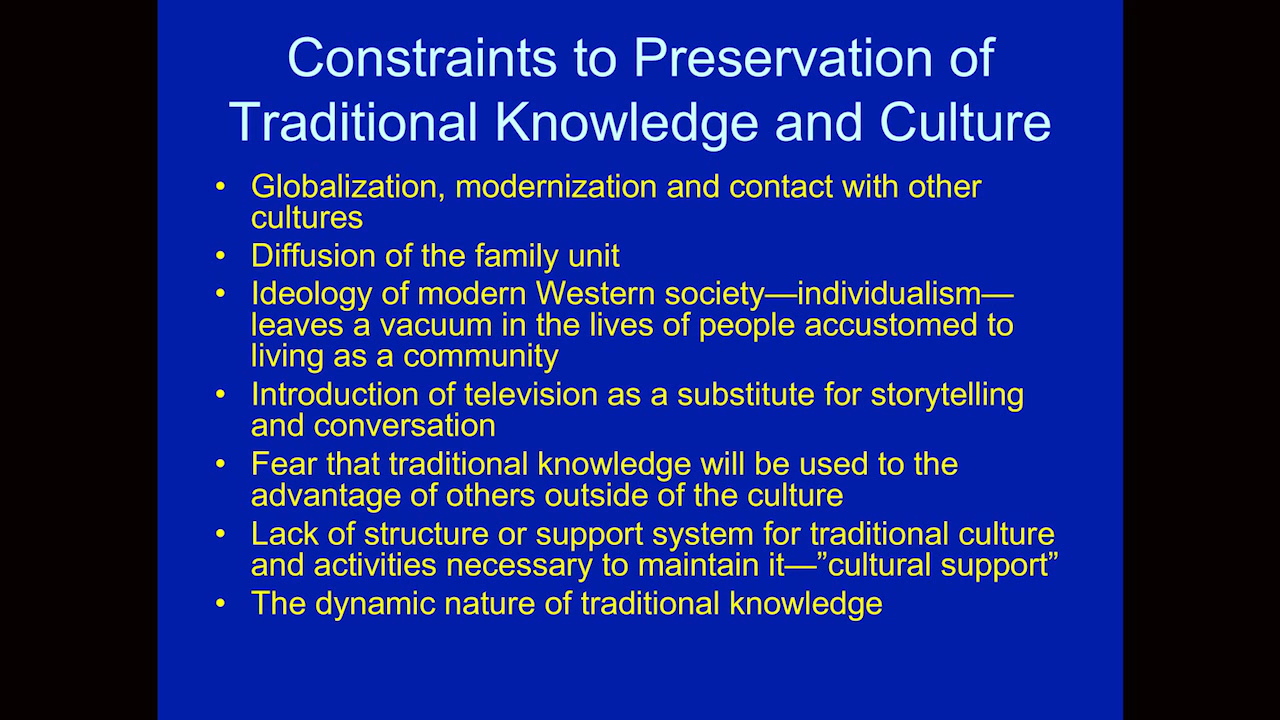 Constraints to Preservation of
Traditional Knowledge and Culture
• Globalization, modernization and contact with other
cultures
• Diffusion of the family unit
• Ideology of modern Western society—individualism—
leaves a vacuum in the lives of people accustomed to
living as a community
• Introduction of television as a substitute for storytelling
and conversation
• Fear that traditional knowledge will be used to the
advantage of others outside of the culture
• Lack of structure or support system for traditional culture
and activities necessary to maintain it—”cultural support”
• The dynamic nature of traditional knowledge